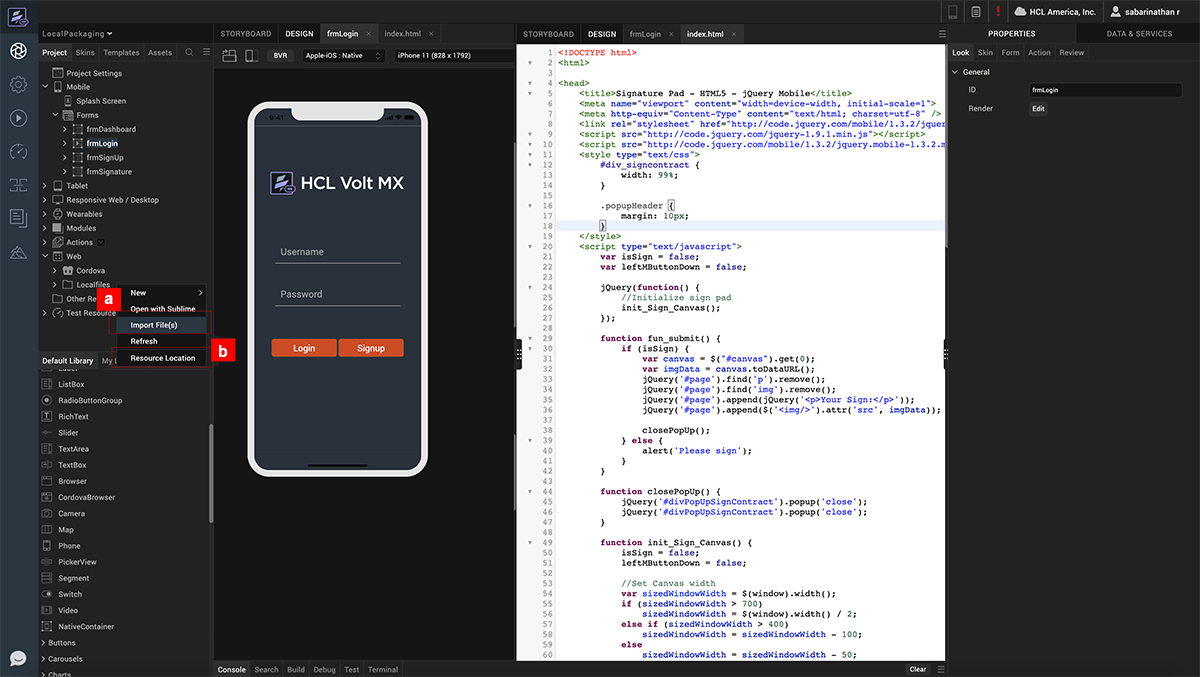 HCL America, Inc.
sabarinathan r
LocalPackaging
Project Skins Templates Assets
Project Settings
Mobile
Splash Screen
Forms
frmDashboard
frmLogin
frmSignUp
frmSignature
Tablet
Responsive Web / Desktop
Wearables
Modules
Actions
Web
Cordova
Localfiles
Other Re
Test Resource
a
New
Open with Sublime
Import File(s)
Refresh
Resource Location
b
Default Library My L
Label
ListBox
RadioButtonGroup
RichText
Slider
TextArea
TextBox
Browser
CordovaBrowser
Camera
Map
Phone
PickerView
Segment
Switch
Video
NativeContainer
Buttons
Carousels
Charts
STORYBOARD DESIGN frmLogin × index.html ×
BVR Apple-iOS : Native iPhone 11 (828 x 1792)
9:41
HCL Volt MX
Username
Password
Login Signup
Console Search Build Debug Test Terminal Clear
STORYBOARD DESIGN frmLogin × index.html ×
1 <!DOCTYPE html>
2 <html>
3
4 <head>
5 <title>Signature Pad - HTML5 - jQuery Mobile</title>
6 <meta name="viewport" content="width=device-width, initial-scale=1">
7 <meta http-equiv="Content-Type" content="text/html; charset=utf-8" />
8 <link rel="stylesheet" href="http://code.jquery.com/mobile/1.3.2/jquery
9 <script src="http://code.jquery.com/jquery-1.9.1.min.js"></script>
10 <script src="http://code.jquery.com/mobile/1.3.2/jquery.mobile-1.3.2.m
11 <style type="text/css">
12 #div_signcontract {
13 width: 99%;
14 }
15
16 .popupHeader {
17 margin: 10px;
18 }
19 </style>
20 <script type="text/javascript">
21 var isSign = false;
22 var leftMButtonDown = false;
23
24 jQuery(function() {
25 //Initialize sign pad
26 init_Sign_Canvas();
27 });
28
29 function fun_submit() {
30 if (isSign) {
31 var canvas = $("#canvas").get(0);
32 var imgData = canvas.toDataURL();
33 jQuery('#page').find('p').remove();
34 jQuery('#page').find('img').remove();
35 jQuery('#page').append(jQuery('<p>Your Sign:</p>'));
36 jQuery('#page').append($('<img/>').attr('src', imgData));
37
38 closePopUp();
39 } else {
40 alert('Please sign');
41 }
42 }
43
44 function closePopUp() {
45 jQuery('#divPopUpSignContract').popup('close');
46 jQuery('#divPopUpSignContract').popup('close');
47 }
48
49 function init_Sign_Canvas() {
50 isSign = false;
51 leftMButtonDown = false;
52
53 //Set Canvas width
54 var sizedWindowWidth = $(window).width();
55 if (sizedWindowWidth > 700)
56 sizedWindowWidth = $(window).width() / 2;
57 else if (sizedWindowWidth > 400)
58 sizedWindowWidth = sizedWindowWidth - 100;
59 else
60 sizedWindowWidth = sizedWindowWidth - 50;
PROPERTIES DATA & SERVICES
Look Skin Form Action Review
General
ID frmLogin
Render Edit